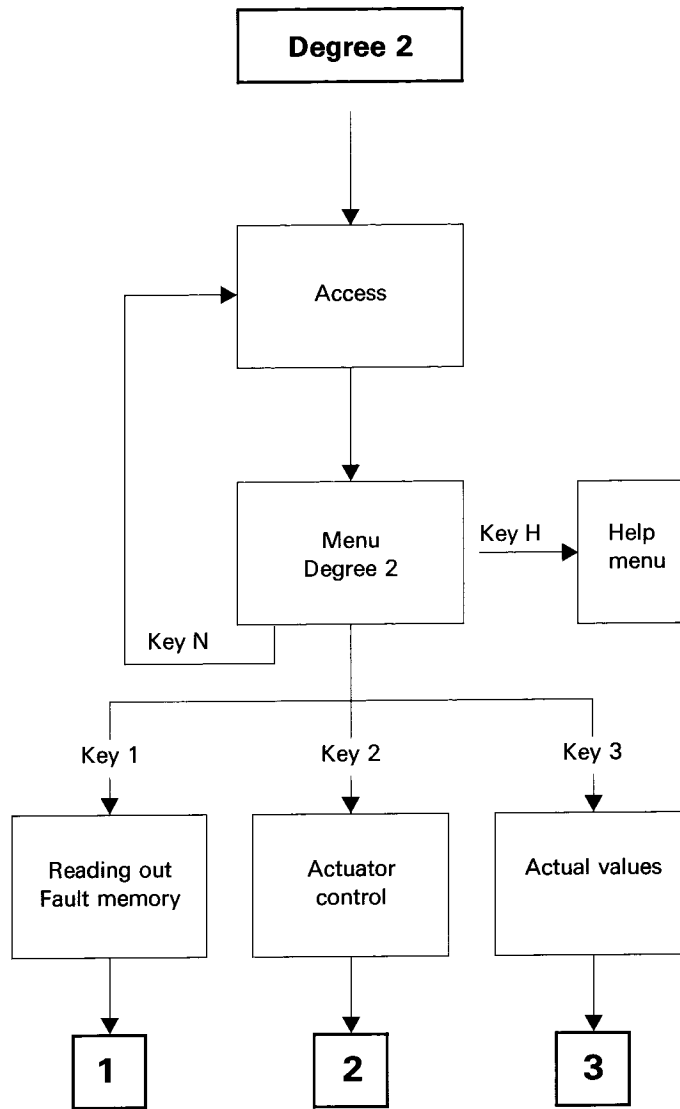 Degree 2
Access
Menu
Degree 2
Key H
Help
menu
Key N
Key 1
Key 2
Key 3
Reading out
Fault memory
Actuator
control
Actual values
1
2
3